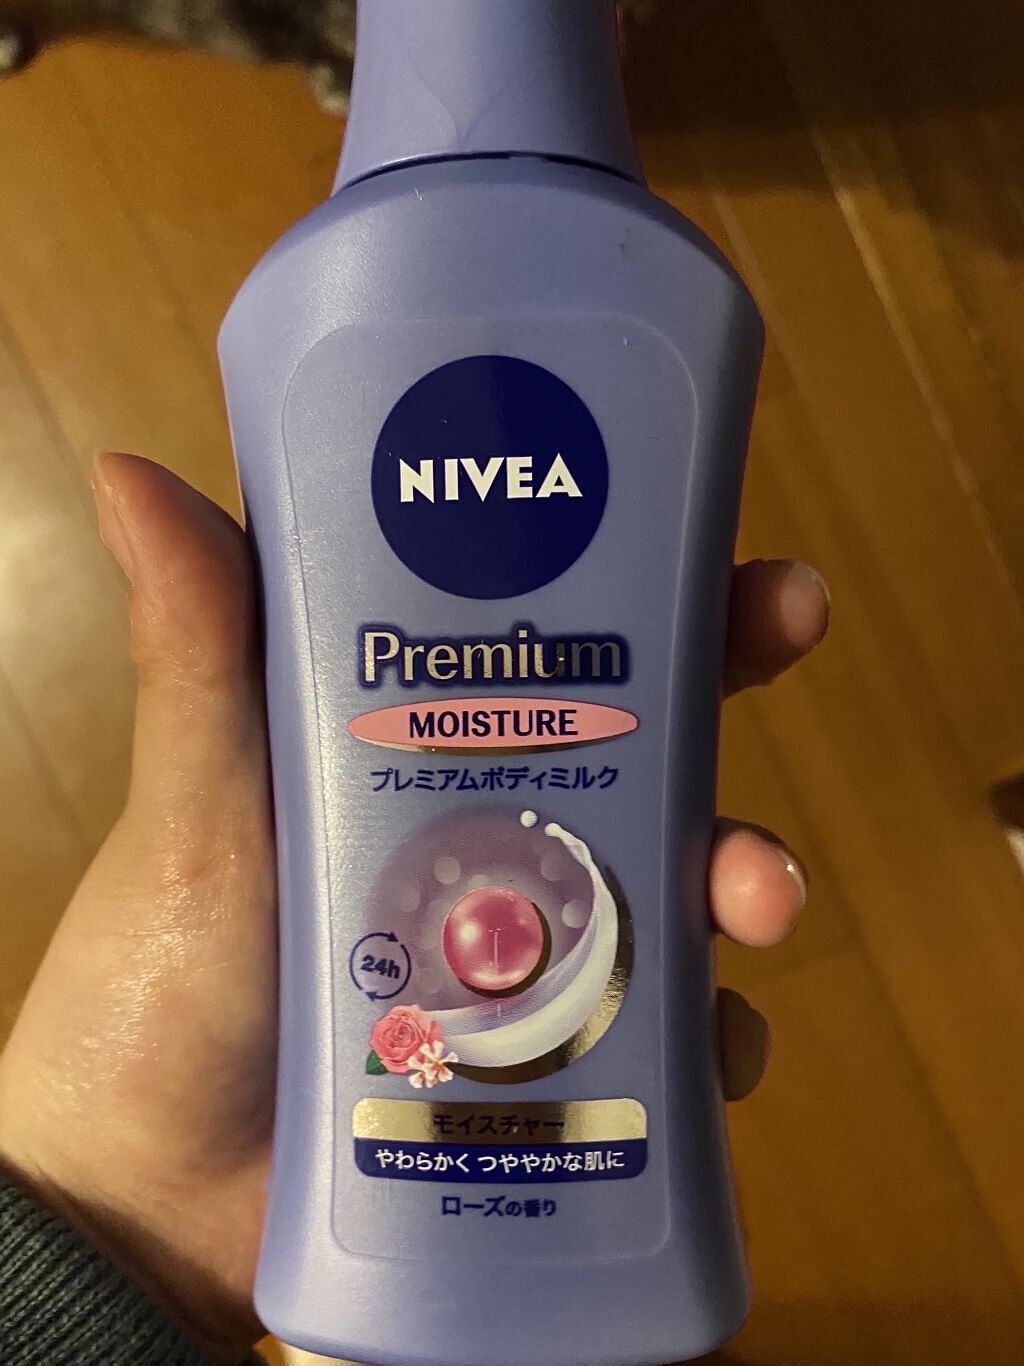 NIVEA
Premium
MOISTURE
プレミアムボディミルク
24h
モイスチャー
やわらかく つややかな肌に
ローズの香り